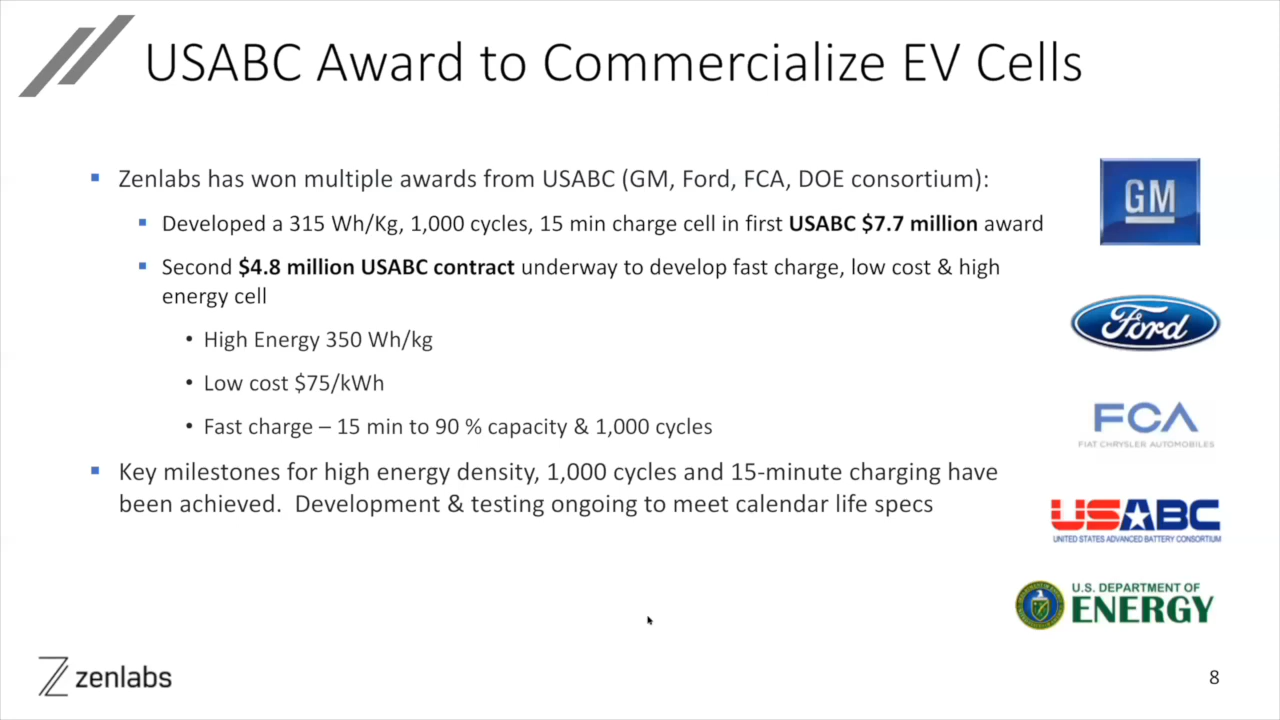 USABC Award to Commercialize EV Cells
▪ Zenlabs has won multiple awards from USABC (GM, Ford, FCA, DOE consortium):
▪ Developed a 315 Wh/Kg, 1,000 cycles, 15 min charge cell in first USABC $7.7 million award
▪ Second $4.8 million USABC contract underway to develop fast charge, low cost & high
energy cell
• High Energy 350 Wh/kg
• Low cost $75/kWh
• Fast charge – 15 min to 90 % capacity & 1,000 cycles
▪ Key milestones for high energy density, 1,000 cycles and 15-minute charging have
been achieved.  Development & testing ongoing to meet calendar life specs
GM
Ford
FCA
FIAT CHRYSLER AUTOMOBILES
USABC
UNITED STATES ADVANCED BATTERY CONSORTIUM
U.S. DEPARTMENT OF
ENERGY
zenlabs
8